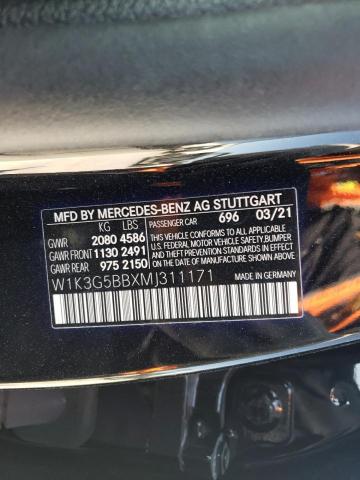 MFD BY MERCEDES-BENZ AG STUTTGART
KG LBS PASSENGER CAR 696 03/21
GWR 2080 4586
GAWR FRONT 1130 2491
GAWR REAR 975 2150
THIS VEHICLE CONFORMS TO ALL APPLICABLE
U.S. FEDERAL MOTOR VEHICLE SAFETY, BUMPER
AND THEFT PREVENTION STANDARDS IN EFFECT
ON THE DATE OF MANUFACTURE SHOWN ABOVE.
W1K3G5BBXMJ311171
MADE IN GERMANY